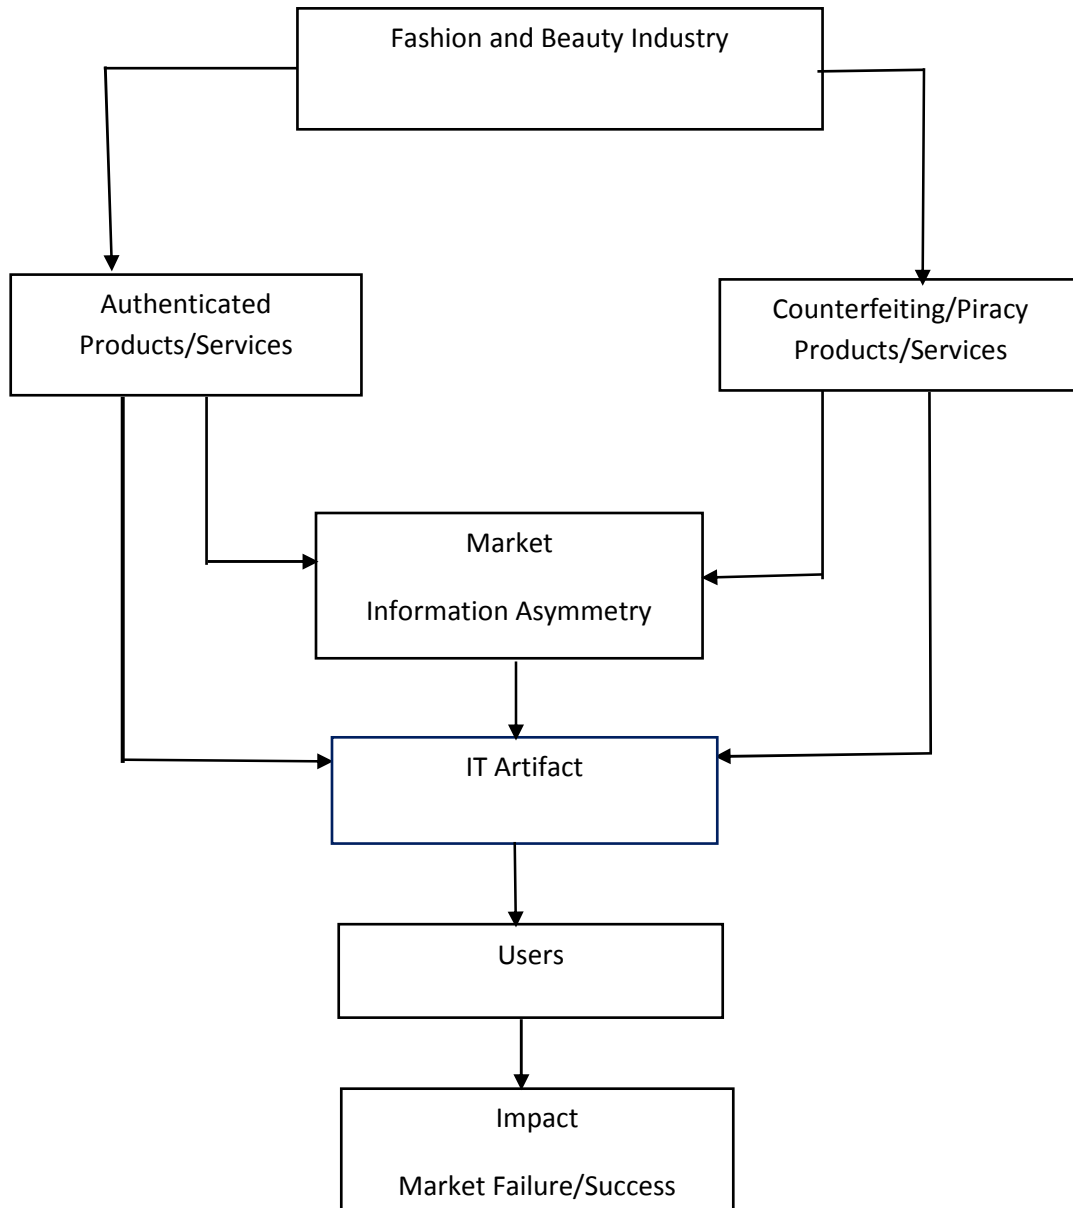 Fashion and Beauty Industry
Authenticated
Products/Services
Counterfeiting/Piracy
Products/Services
Market
Information Asymmetry
IT Artifact
Users
Impact
Market Failure/Success